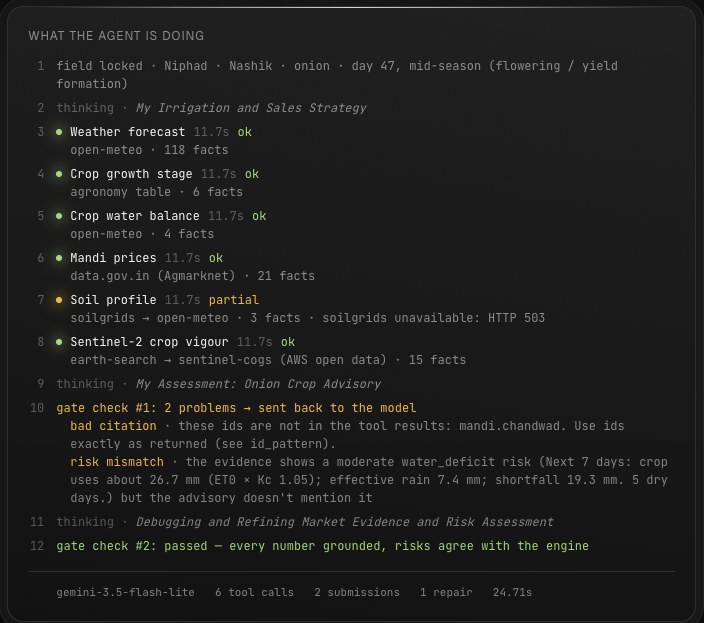 WHAT THE AGENT IS DOING
1 field locked · Niphad · Nashik · onion · day 47, mid-season (flowering / yield
formation)
2 thinking · My Irrigation and Sales Strategy
3 Weather forecast 11.7s ok
open-meteo · 118 facts
4 Crop growth stage 11.7s ok
agronomy table · 6 facts
5 Crop water balance 11.7s ok
open-meteo · 4 facts
6 Mandi prices 11.7s ok
data.gov.in (Agmarknet) · 21 facts
7 Soil profile 11.7s partial
soilgrids → open-meteo · 3 facts · soilgrids unavailable: HTTP 503
8 Sentinel-2 crop vigour 11.7s ok
earth-search → sentinel-cogs (AWS open data) · 15 facts
9 thinking · My Assessment: Onion Crop Advisory
10 gate check #1: 2 problems → sent back to the model
bad citation · these ids are not in the tool results: mandi.chandwad. Use ids
exactly as returned (see id_pattern).
risk mismatch · the evidence shows a moderate water_deficit risk (Next 7 days: crop
uses about 26.7 mm (ET0 × Kc 1.05); effective rain 7.4 mm; shortfall 19.3 mm. 5 dry
days.) but the advisory doesn't mention it
11 thinking · Debugging and Refining Market Evidence and Risk Assessment
12 gate check #2: passed — every number grounded, risks agree with the engine
gemini-3.5-flash-lite 6 tool calls 2 submissions 1 repair 24.71s